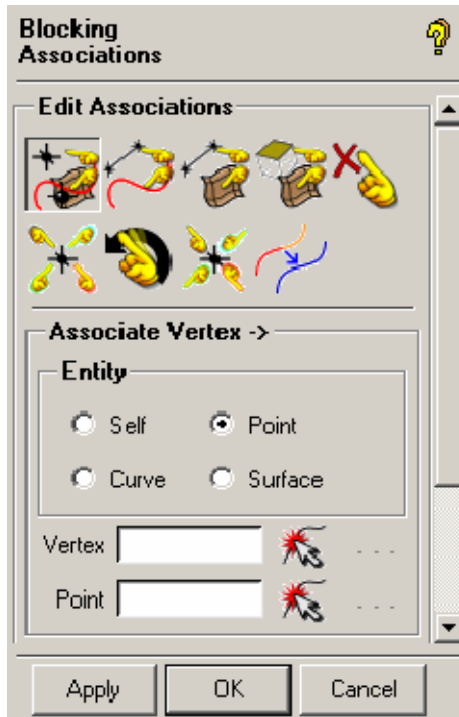 Blocking
Associations
Edit Associations
Associate Vertex ->
Entity
Self Point
Curve Surface
Vertex . . .
Point . . .
Apply OK Cancel